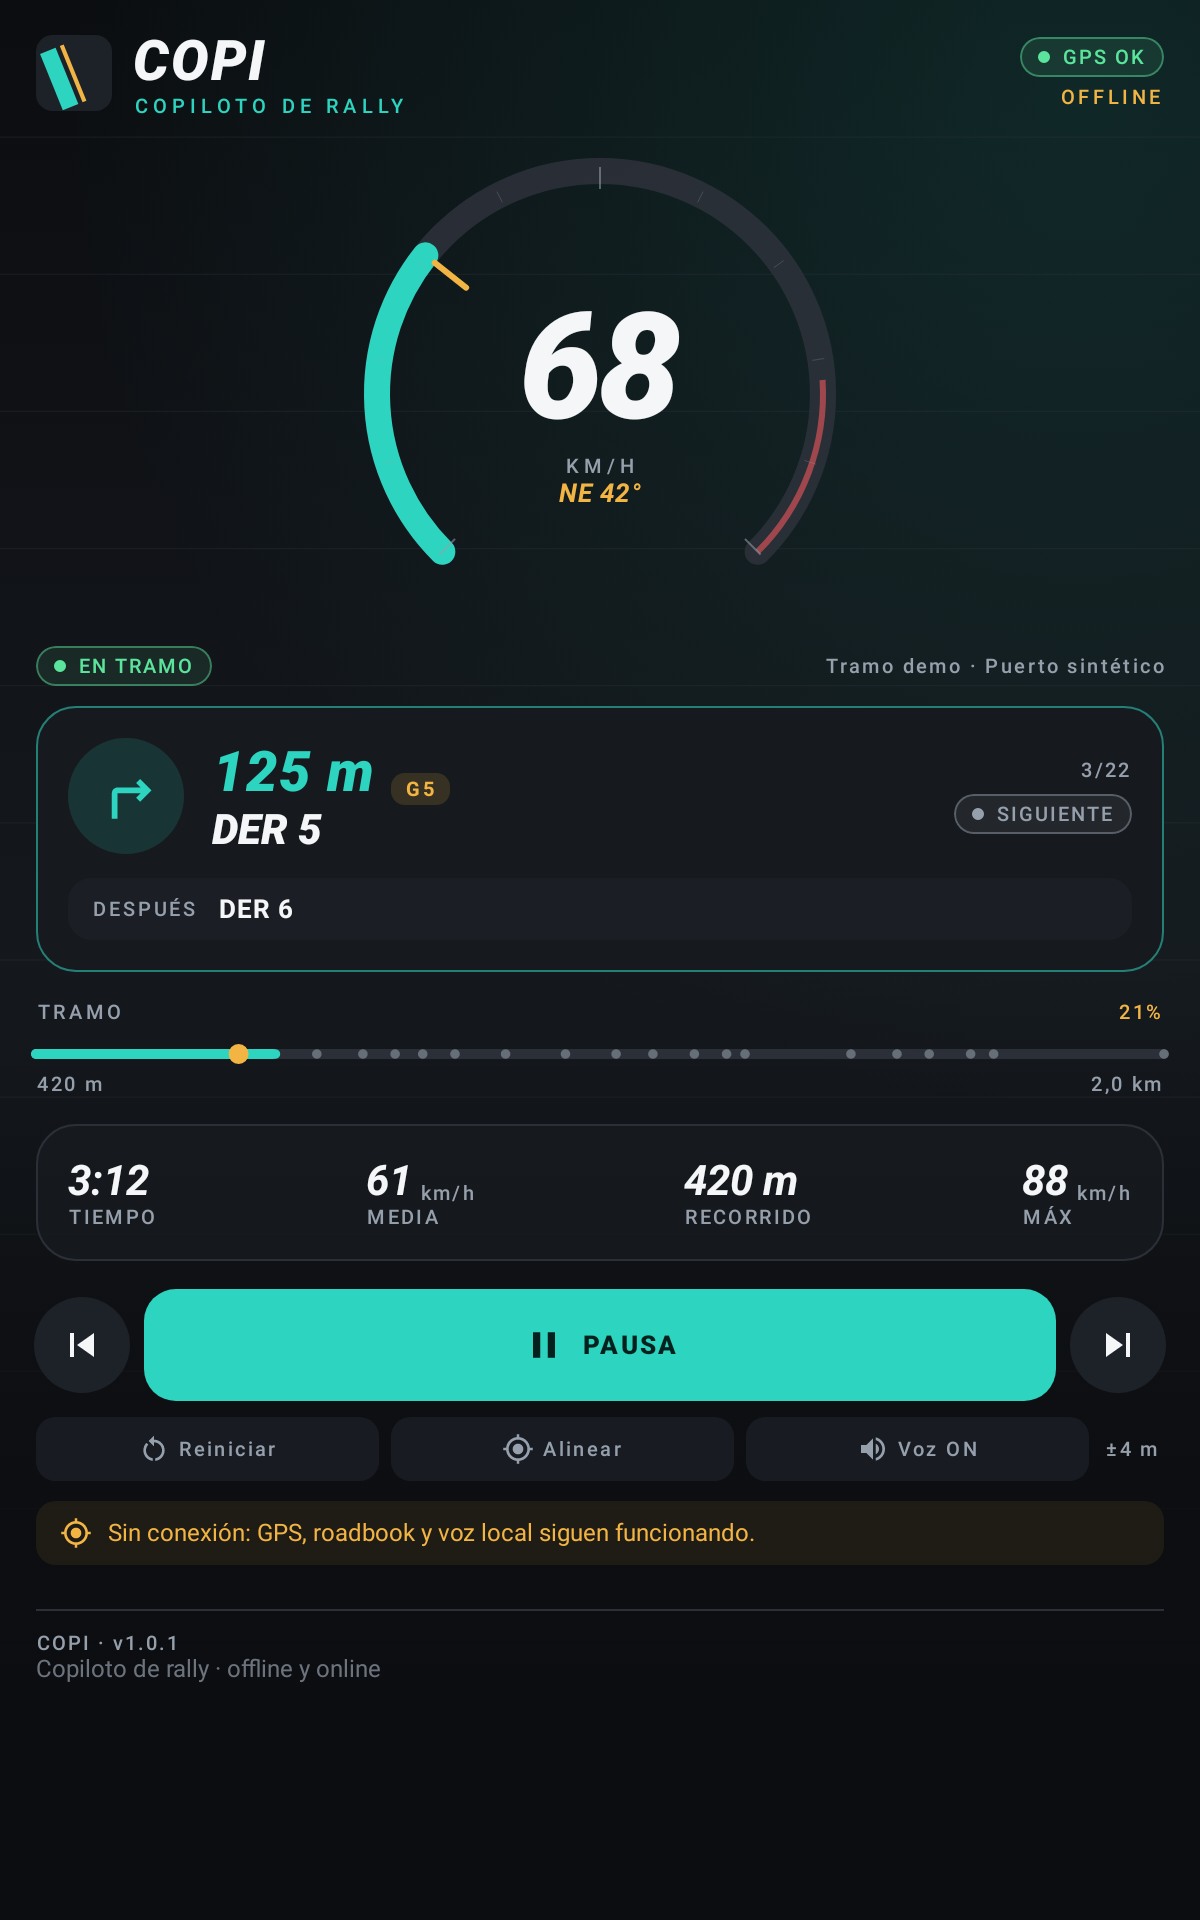 COPI
COPILOTO DE RALLY
GPS OK
OFFLINE
68
KM/H
NE 42°
EN TRAMO
Tramo demo · Puerto sintético
125 m G5
DER 5
3/22
SIGUIENTE
DESPUÉS DER 6
TRAMO 21%
420 m 2,0 km
3:12 61 km/h 420 m 88 km/h
TIEMPO MEDIA RECORRIDO MÁX
PAUSA
Reiniciar Alinear Voz ON ±4 m
Sin conexión: GPS, roadbook y voz local siguen funcionando.
COPI · v1.0.1
Copiloto de rally · offline y online